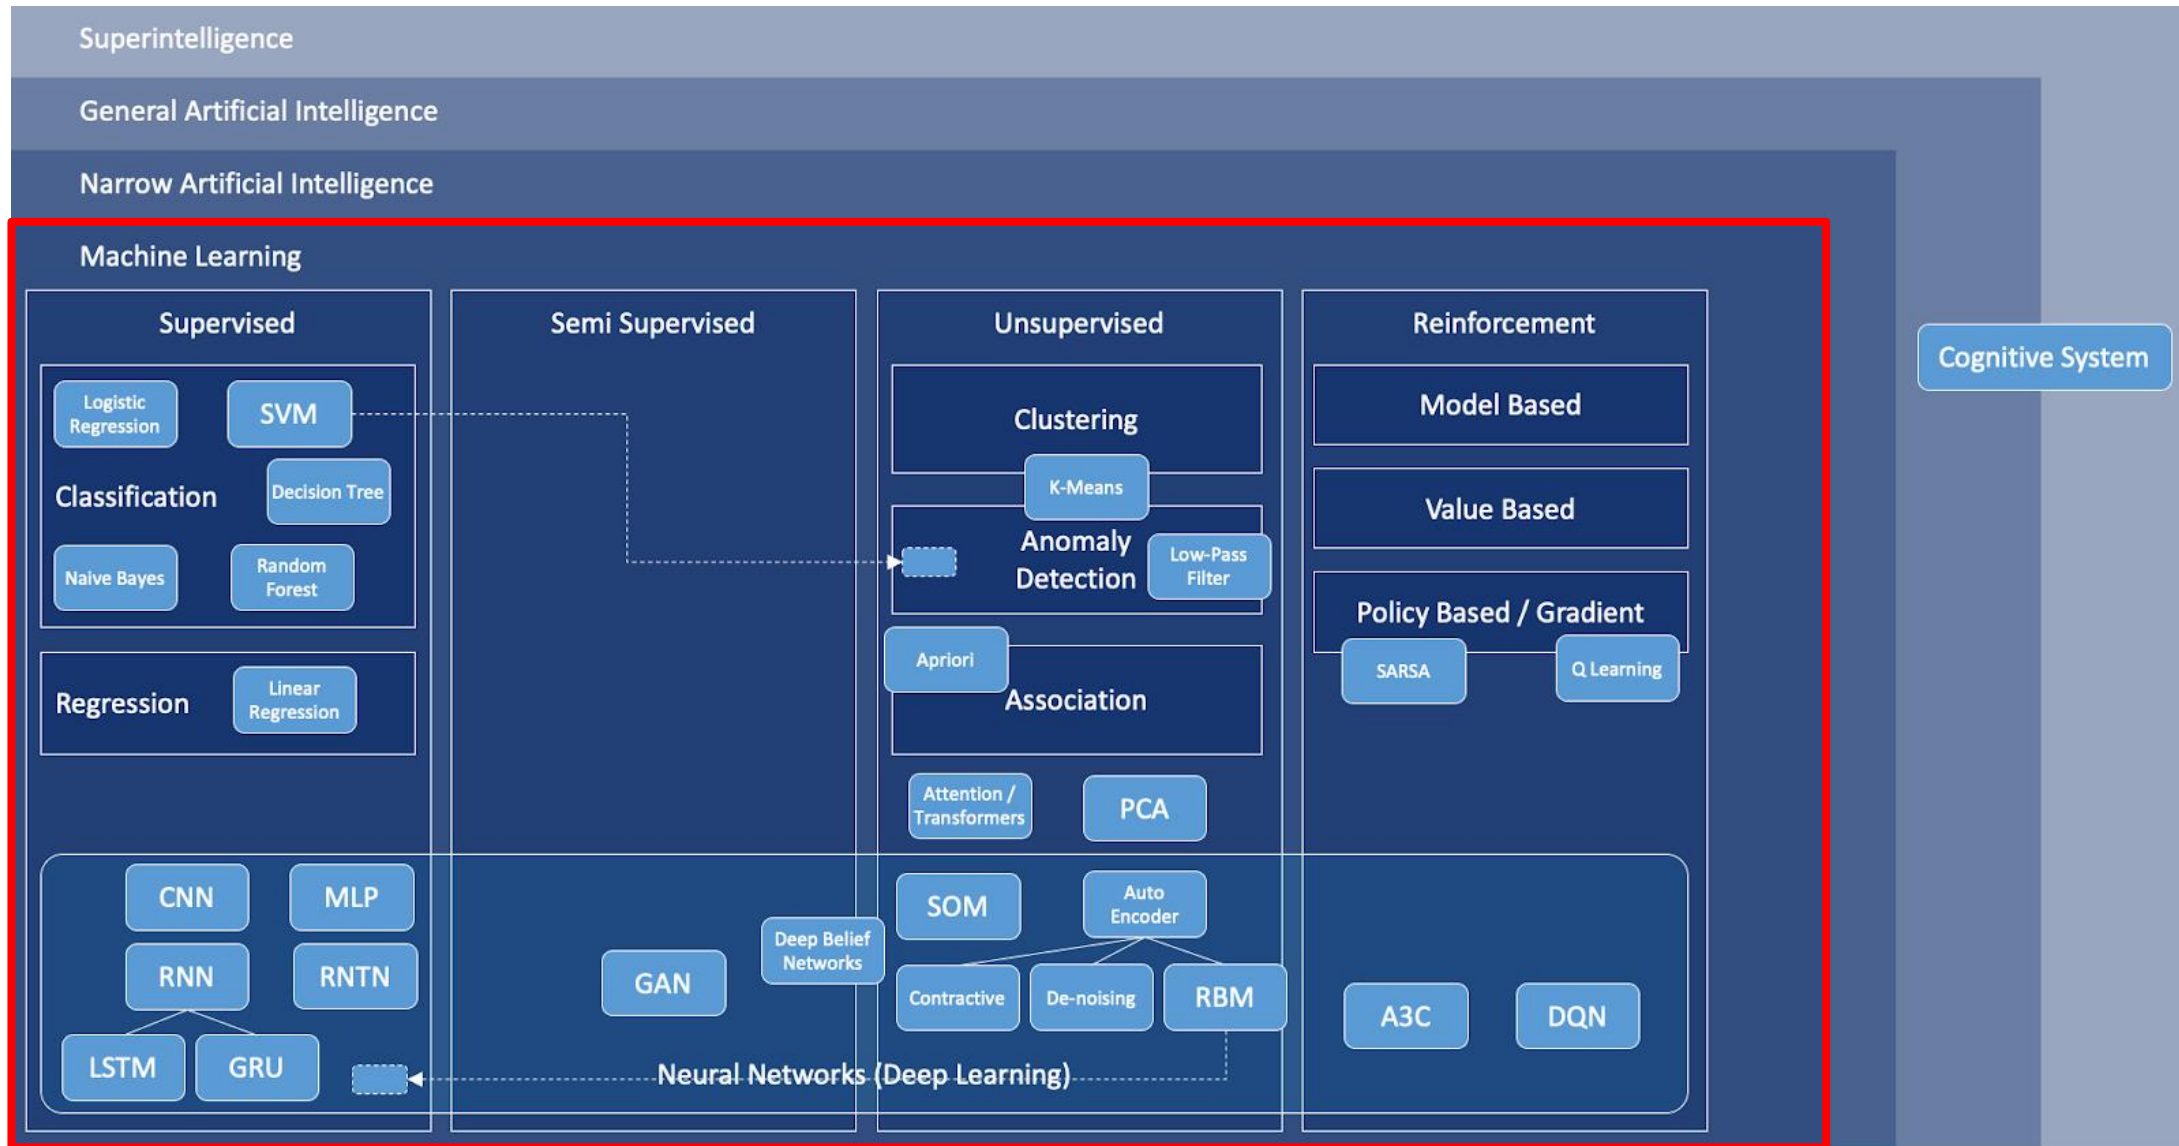 Superintelligence
General Artificial Intelligence
Narrow Artificial Intelligence
Machine Learning
Supervised
Logistic
Regression
SVM
Classification
Decision Tree
Naive Bayes
Random
Forest
Regression
Linear
Regression
Semi Supervised
Unsupervised
Clustering
K-Means
Anomaly
Detection
Low-Pass
Filter
Apriori
Association
Attention /
Transformers
PCA
Reinforcement
Model Based
Value Based
Policy Based / Gradient
SARSA
Q Learning
Cognitive System
CNN
MLP
RNN
RNTN
LSTM
GRU
GAN
Deep Belief
Networks
SOM
Auto
Encoder
Contractive
De-noising
RBM
A3C
DQN
Neural Networks (Deep Learning)